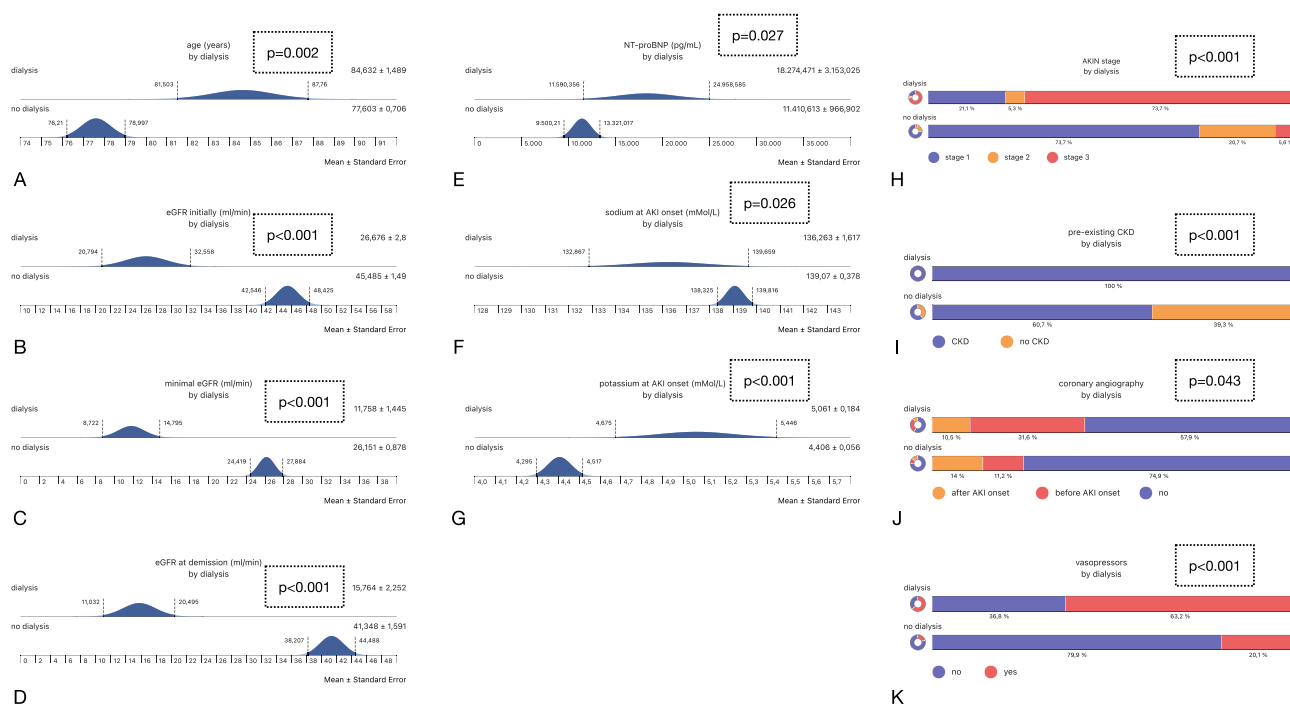 age (years)
by dialysis
p=0.002
dialysis
84,632 ± 1,489
81,503
87,76
no dialysis
77,603 ± 0,706
76,21
78,997
74 75 76 77 78 79 80 81 82 83 84 85 86 87 88 89 90 91
Mean ± Standard Error
A
eGFR initially (ml/min)
by dialysis
p<0.001
dialysis
26,676 ± 2,8
20,794
32,558
no dialysis
45,485 ± 1,49
42,546
48,425
10 12 14 16 18 20 22 24 26 28 30 32 34 36 38 40 42 44 46 48 50 52 54 56 58
Mean ± Standard Error
B
minimal eGFR (ml/min)
by dialysis
p<0.001
dialysis
11,758 ± 1,445
8,722
14,795
no dialysis
26,151 ± 0,878
24,419
27,884
0 2 4 6 8 10 12 14 16 18 20 22 24 26 28 30 32 34 36 38
Mean ± Standard Error
C
eGFR at demission (ml/min)
by dialysis
p<0.001
dialysis
15,764 ± 2,252
11,032
20,495
no dialysis
41,348 ± 1,591
38,207
44,488
0 2 4 6 8 10 12 14 16 18 20 22 24 26 28 30 32 34 36 38 40 42 44 46 48
Mean ± Standard Error
D
NT-proBNP (pg/mL)
by dialysis
p=0.027
dialysis
18.274,471 ± 3.153,025
11.590,356
24.958,585
no dialysis
11.410,613 ± 966,902
9.500,21
13.321,017
0 5.000 10.000 15.000 20.000 25.000 30.000 35.000
Mean ± Standard Error
E
sodium at AKI onset (mMol/L)
by dialysis
p=0.026
dialysis
136,263 ± 1,617
132,867
139,659
no dialysis
139,07 ± 0,378
138,325
139,816
128 129 130 131 132 133 134 135 136 137 138 139 140 141 142 143
Mean ± Standard Error
F
potassium at AKI onset (mMol/L)
by dialysis
p<0.001
dialysis
5,061 ± 0,184
4,675
5,446
no dialysis
4,406 ± 0,056
4,295
4,517
4,0 4,1 4,2 4,3 4,4 4,5 4,6 4,7 4,8 4,9 5,0 5,1 5,2 5,3 5,4 5,5 5,6 5,7
Mean ± Standard Error
G
AKIN stage
by dialysis
p<0.001
dialysis
21,1 %
5,3 %
73,7 %
no dialysis
73,7 %
20,7 %
5,6
stage 1
stage 2
stage 3
H
pre-existing CKD
by dialysis
p<0.001
dialysis
100 %
no dialysis
60,7 %
39,3 %
CKD
no CKD
I
coronary angiography
by dialysis
p=0.043
dialysis
10,5 %
31,6 %
57,9 %
no dialysis
14 %
11,2 %
74,9 %
after AKI onset
before AKI onset
no
J
vasopressors
by dialysis
p<0.001
dialysis
36,8 %
63,2 %
no dialysis
79,9 %
20,1 %
no
yes
K